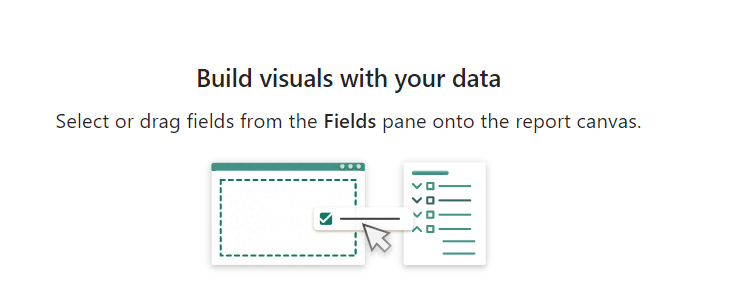 Build visuals with your data
Select or drag fields from the Fields pane onto the report canvas.